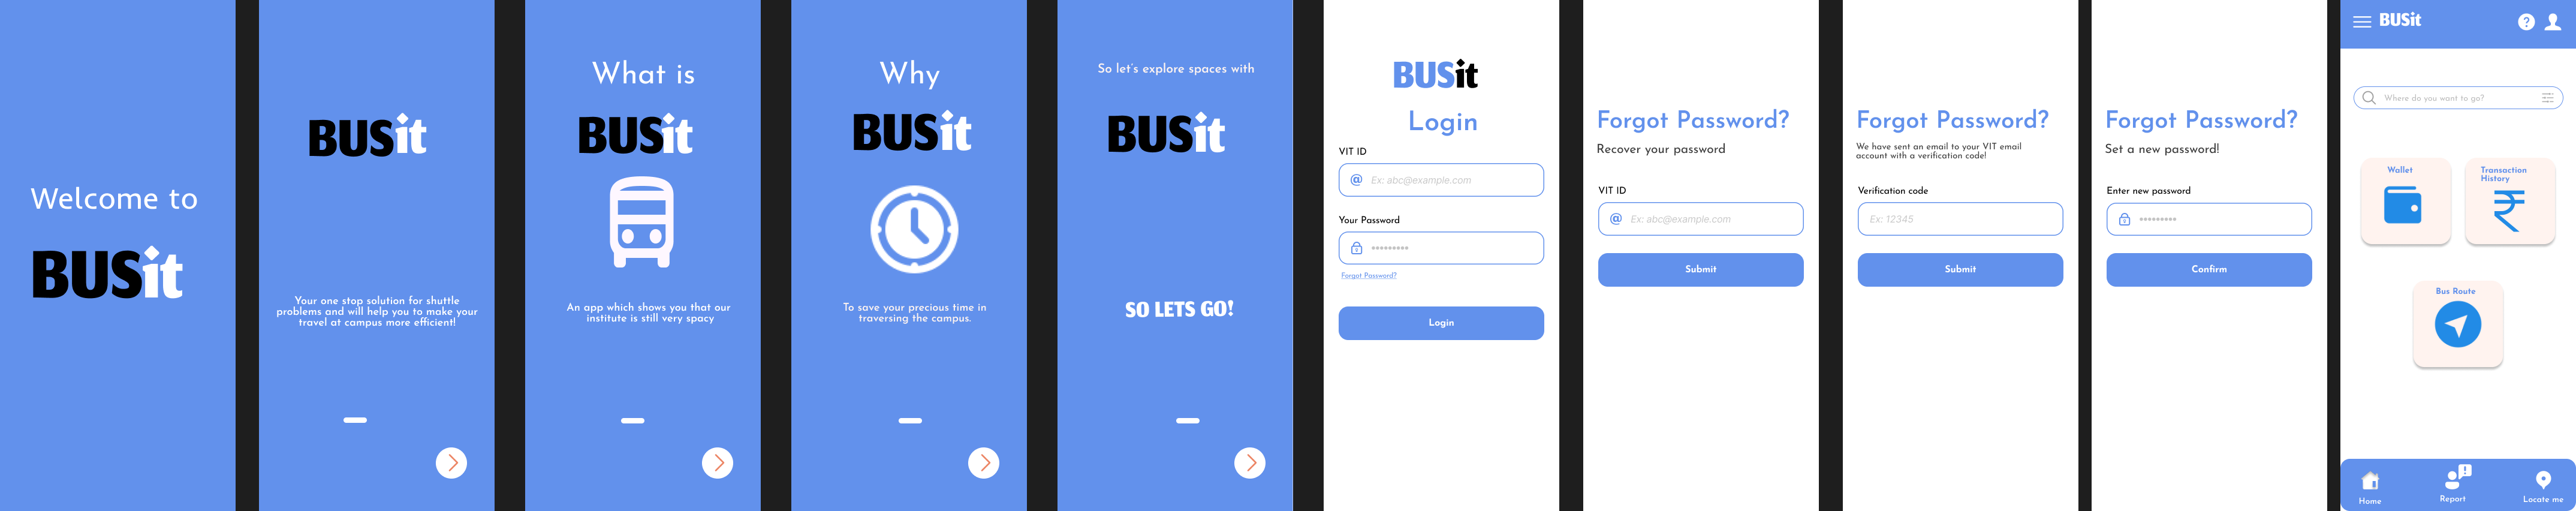 Welcome to
BUSit
BUSit
Your one stop solution for shuttle
problems and will help you to make your
travel at campus more efficient!
What is
BUSit
An app which shows you that our
institute is still very spacy
Why
BUSit
To save your precious time in
traversing the campus.
So let's explore spaces with
BUSit
SO LETS GO!
BUSit
Login
VIT ID
@ Ex: abc@example.com
Your Password
Forgot Password?
Login
Forgot Password?
Recover your password
VIT ID
@ Ex: abc@example.com
Submit
Forgot Password?
We have sent an email to your VIT email
account with a verification code!
Verification code
Ex: 12345
Submit
Forgot Password?
Set a new password!
Enter new password
Confirm
BUSit
?
Where do you want to go?
Wallet
Transaction
History
₹
Bus Route
Home
Report
Locate me